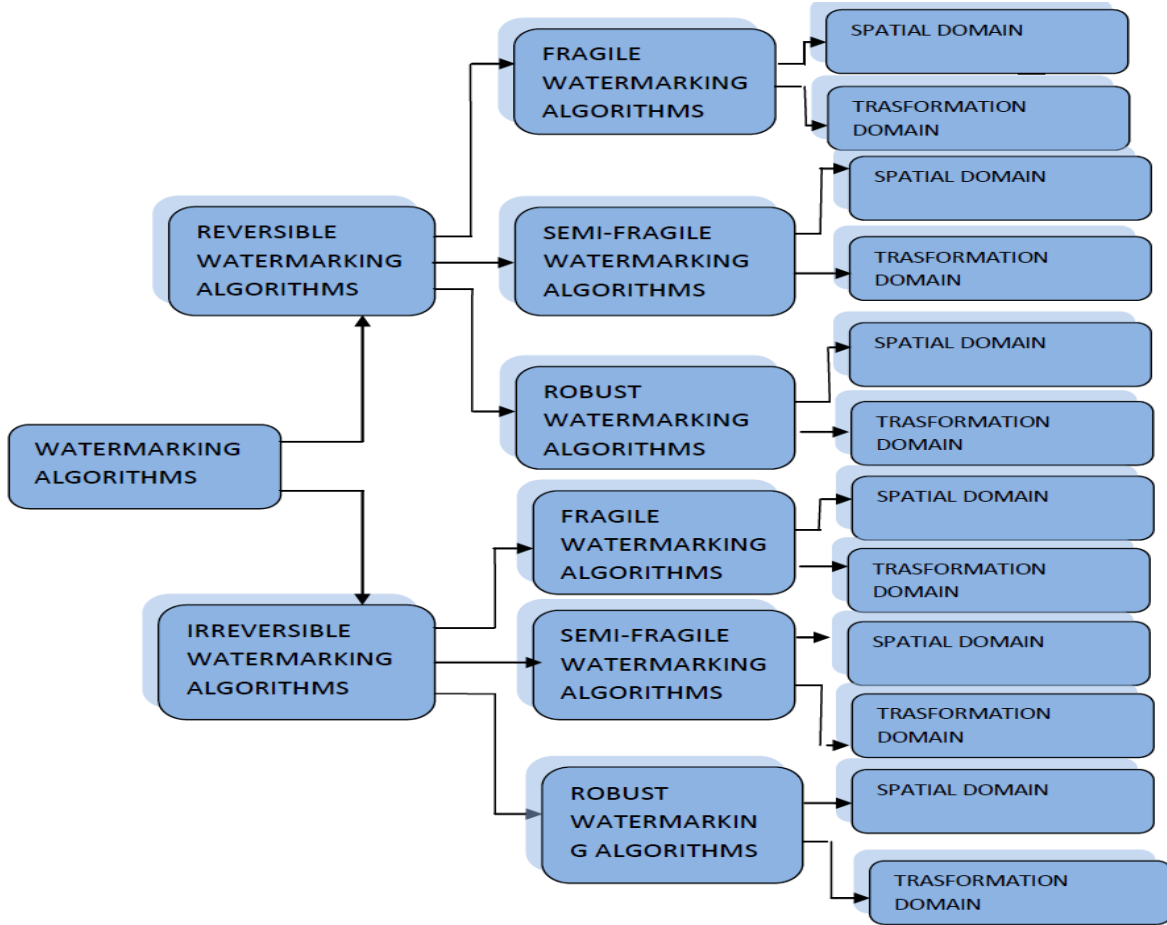 FRAGILE
WATERMARKING
ALGORITHMS
SPATIAL DOMAIN
TRASFORMATION
DOMAIN
REVERSIBLE
WATERMARKING
ALGORITHMS
SEMI-FRAGILE
WATERMARKING
ALGORITHMS
SPATIAL DOMAIN
TRASFORMATION
DOMAIN
ROBUST
WATERMARKING
ALGORITHMS
SPATIAL DOMAIN
TRASFORMATION
DOMAIN
WATERMARKING
ALGORITHMS
FRAGILE
WATERMARKING
ALGORITHMS
SPATIAL DOMAIN
TRASFORMATION
DOMAIN
IRREVERSIBLE
WATERMARKING
ALGORITHMS
SEMI-FRAGILE
WATERMARKING
ALGORITHMS
SPATIAL DOMAIN
TRASFORMATION
DOMAIN
ROBUST
WATERMARKIN
G ALGORITHMS
SPATIAL DOMAIN
TRASFORMATION
DOMAIN